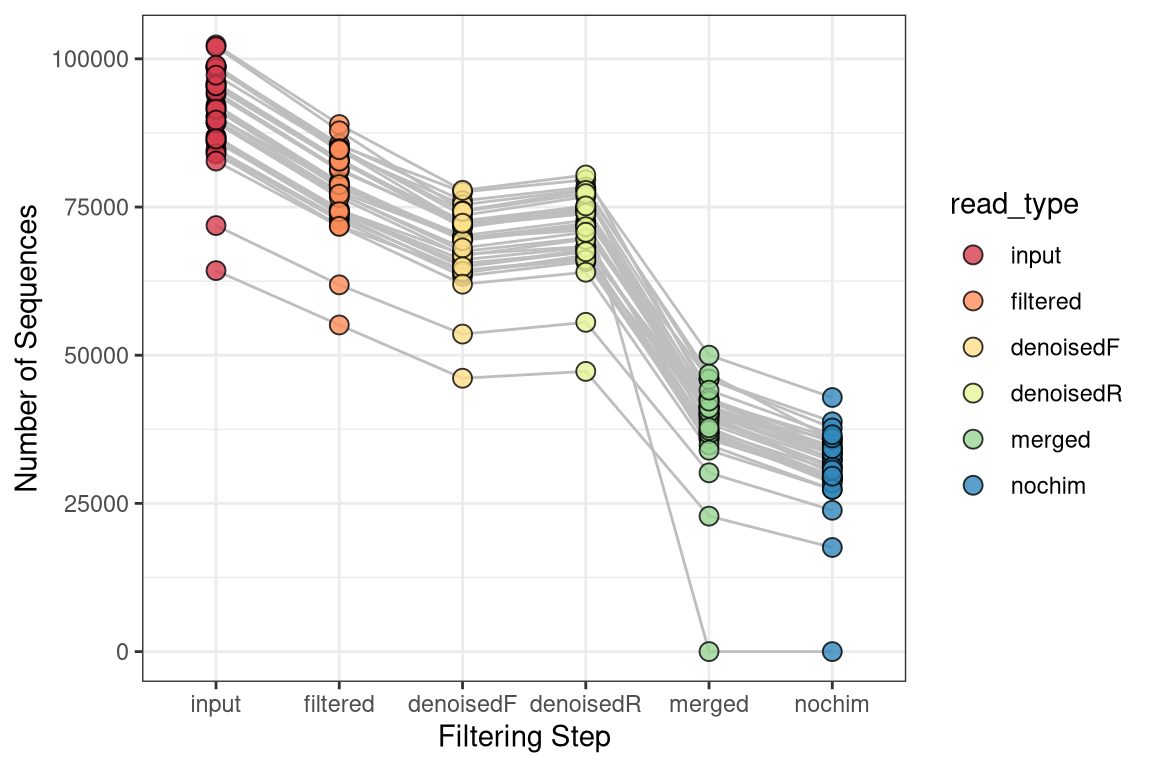 Number of Sequences
100000
75000
50000
25000
0
input
filtered
denoisedF
denoisedR
merged
nochim
Filtering Step
read_type
input
filtered
denoisedF
denoisedR
merged
nochim